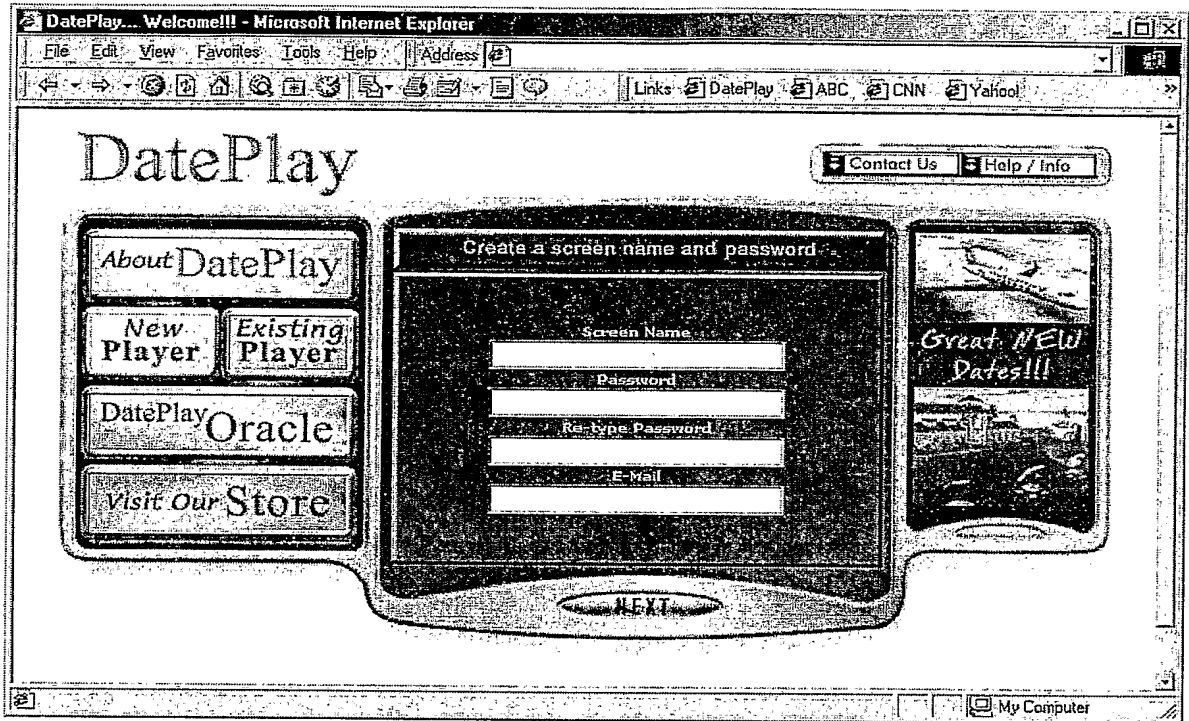 DatePlay... Welcome!!! - Microsoft Internet Explorer
File Edit View Favorites Tools Help Address
Links DatePlay ABC CNN Yahoo!
DatePlay
Contact Us Help / Info
About DatePlay
New Player
Existing Player
DatePlay Oracle
Visit Our Store
Create a screen name and password
Screen Name
Password
Re-type Password
E-Mail
NEXT
Great NEW
Dates!!!
My Computer